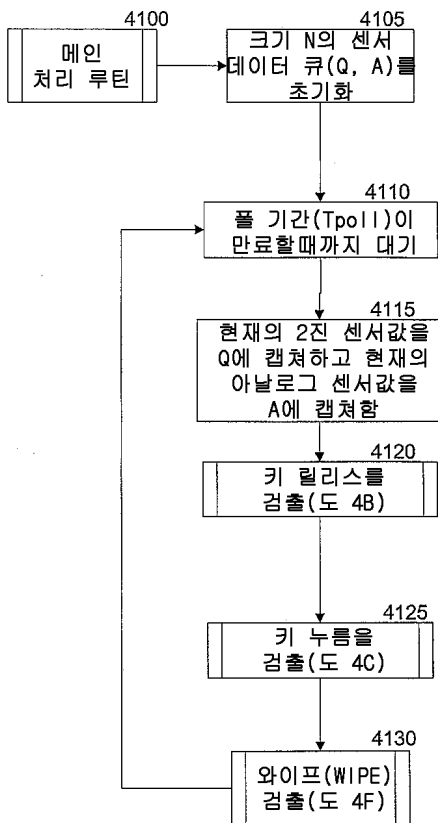 4100
메인
처리 루틴
4105
크기 N의 센서
데이터 큐(Q, A)를
초기화
4110
폴 기간(Tpoll)이
만료할때까지 대기
4115
현재의 2진 센서값을
Q에 캡쳐하고 현재의
아날로그 센서값을
A에 캡쳐함
4120
키 릴리스를
검출(도 4B)
4125
키 누름을
검출(도 4C)
4130
와이프(WIPE)
검출(도 4F)